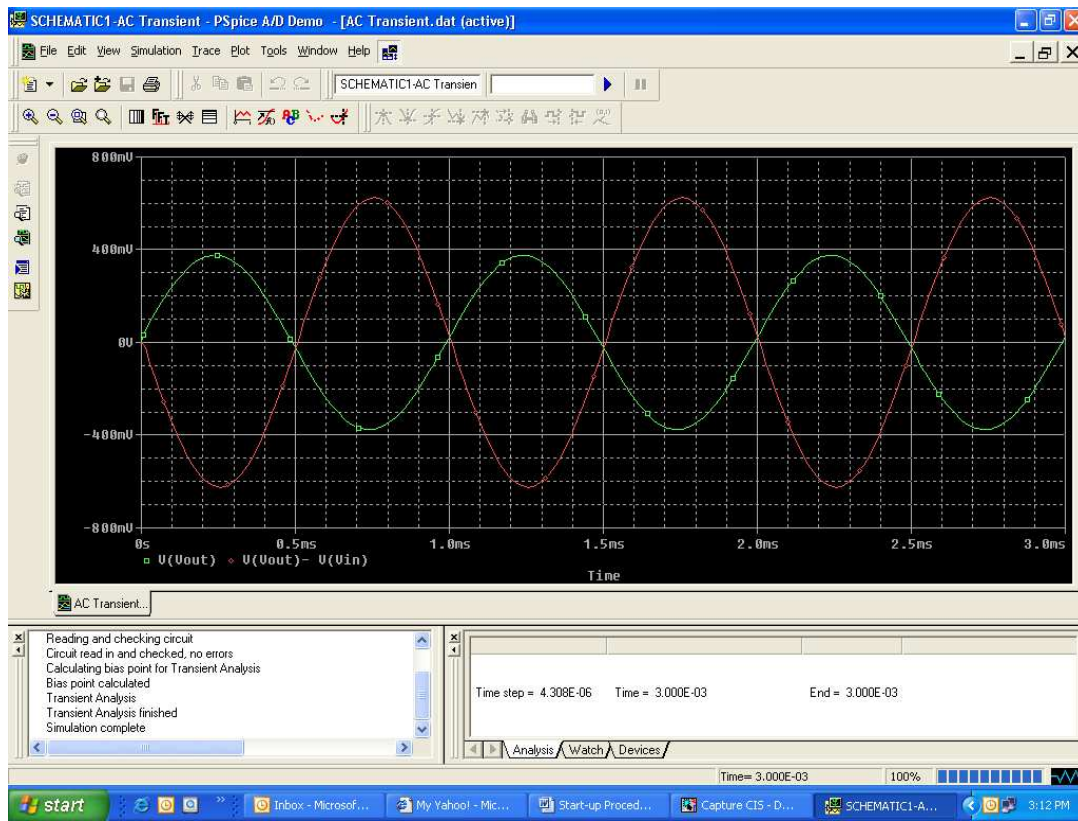 SCHEMATIC1-AC Transient - PSpice A/D Demo - [AC Transient.dat (active)]
File Edit View Simulation Trace Plot Tools Window Help
SCHEMATIC1-AC Transien
800mV
400mV
0V
-400mV
-800mV
0s 0.5ms 1.0ms 1.5ms 2.0ms 2.5ms 3.0ms
V(Vout) V(Vout)- V(Vin)
Time
AC Transient...
Reading and checking circuit
Circuit read in and checked, no errors
Calculating bias point for Transient Analysis
Bias point calculated
Transient Analysis
Transient Analysis finished
Simulation complete
Time step = 4.308E-06 Time = 3.000E-03 End = 3.000E-03
Analysis Watch Devices
Time= 3.000E-03 100%
start Inbox - Microsof... My Yahoo! - Mic... Start-up Proced... Capture CIS - D... SCHEMATIC1-A... 3:12 PM